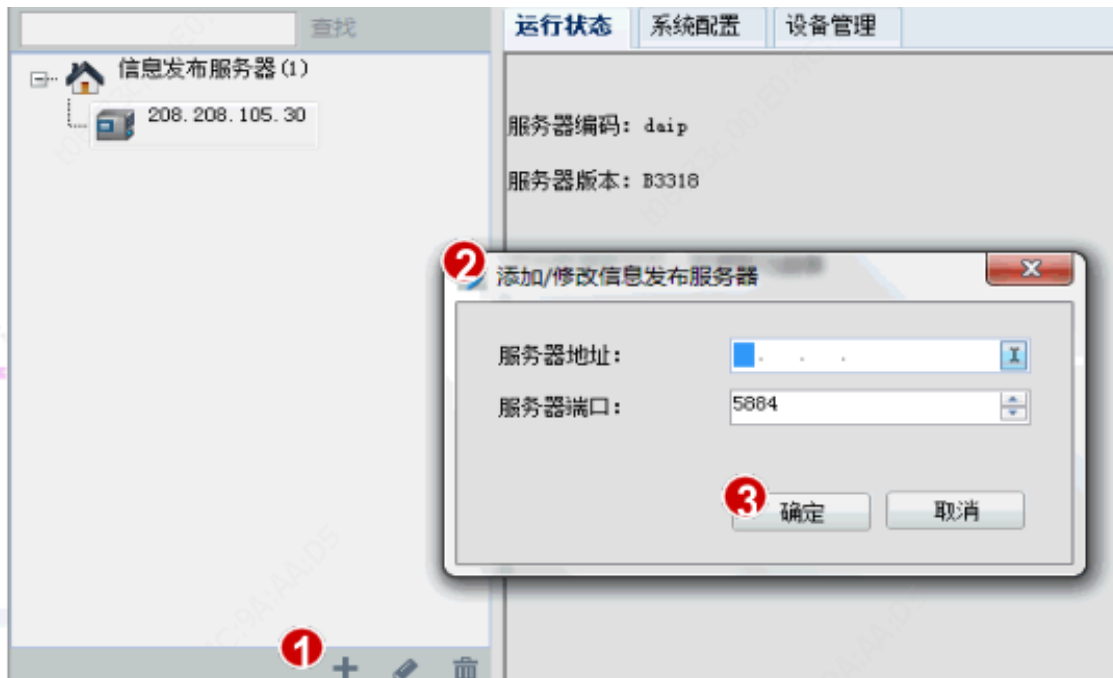 查找
信息发布服务器(1)
208.208.105.30
运行状态 系统配置 设备管理
服务器编码: daip
服务器版本: B3318
2
添加/修改信息发布服务器
服务器地址:
. . .
服务器端口: 5884
3
确定 取消
1